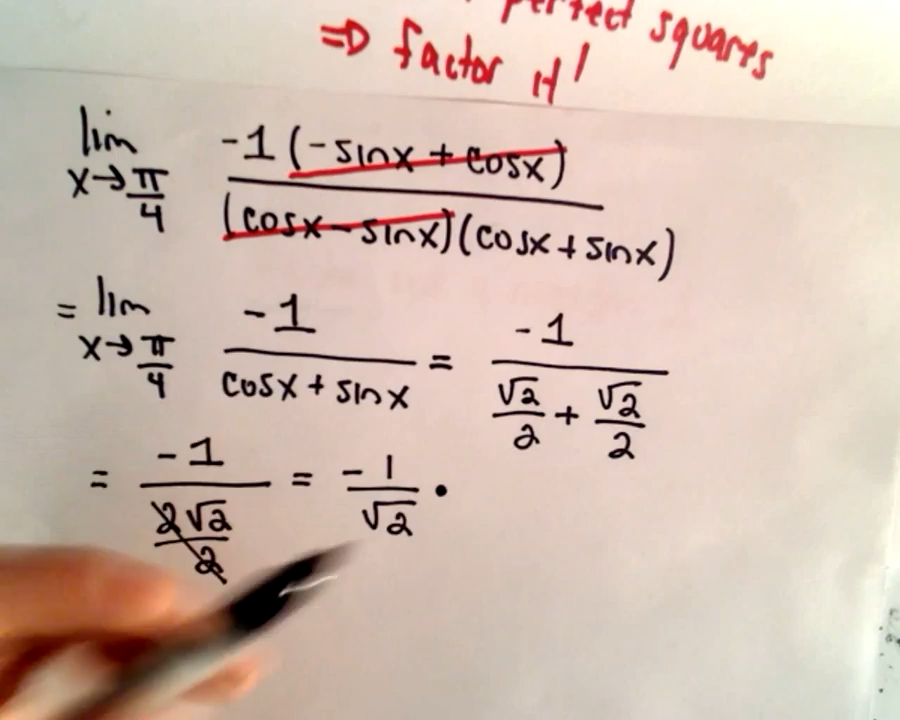 perfect squares
⇒ factor it!
lim x→π/4 -1(-sinx + cosx) / (cosx - sinx)(cosx + sinx)
= lim x→π/4 -1 / cosx + sinx = -1 / √2/2 + √2/2
= -1 / 2√2/2 = -1/√2 •